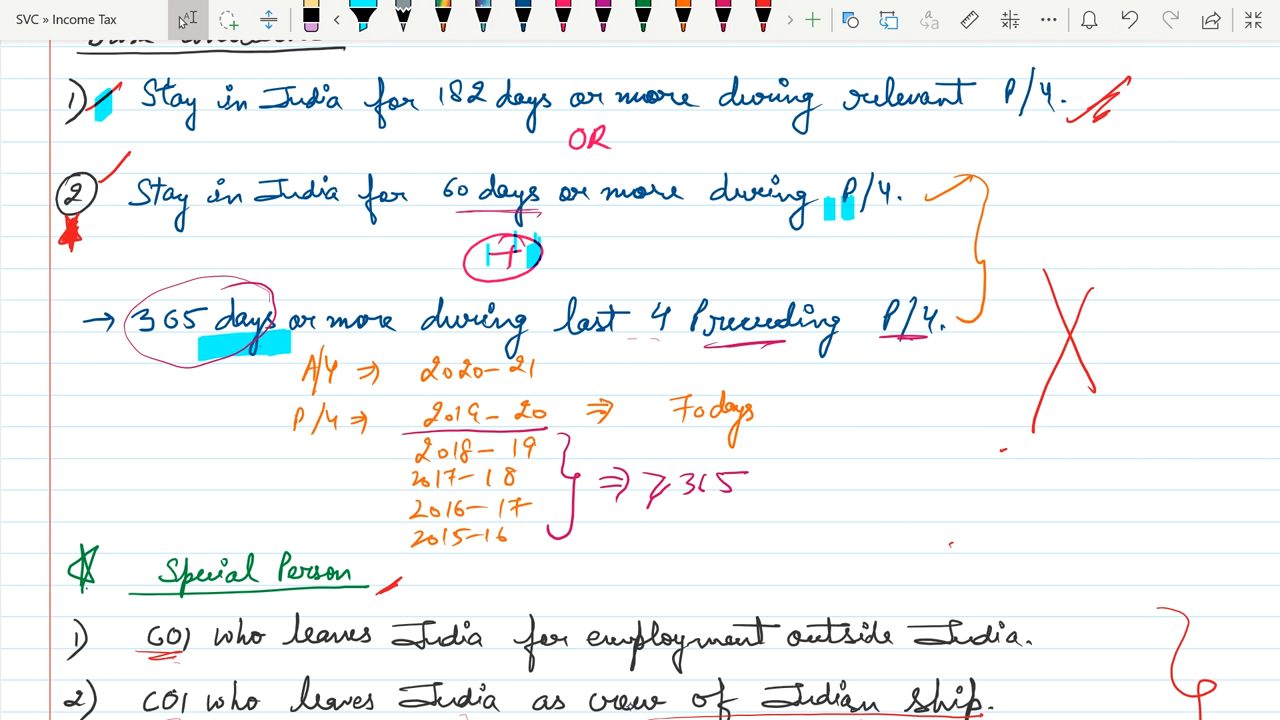 SVC » Income Tax
1) Stay in India for 182 days or more during relevant P/Y.
OR
2 Stay in India for 60 days or more during P/Y.
+
→ 365 days or more during last 4 Preceding P/Y.
A/Y ⇒ 2020-21
P/Y ⇒ 2019-20 ⇒ 70 days
2018-19
2017-18 ⇒ ≥ 365
2016-17
2015-16
Special Person
1) COI who leaves India for employment outside India.
2) COI who leaves India as crew of Indian ship.